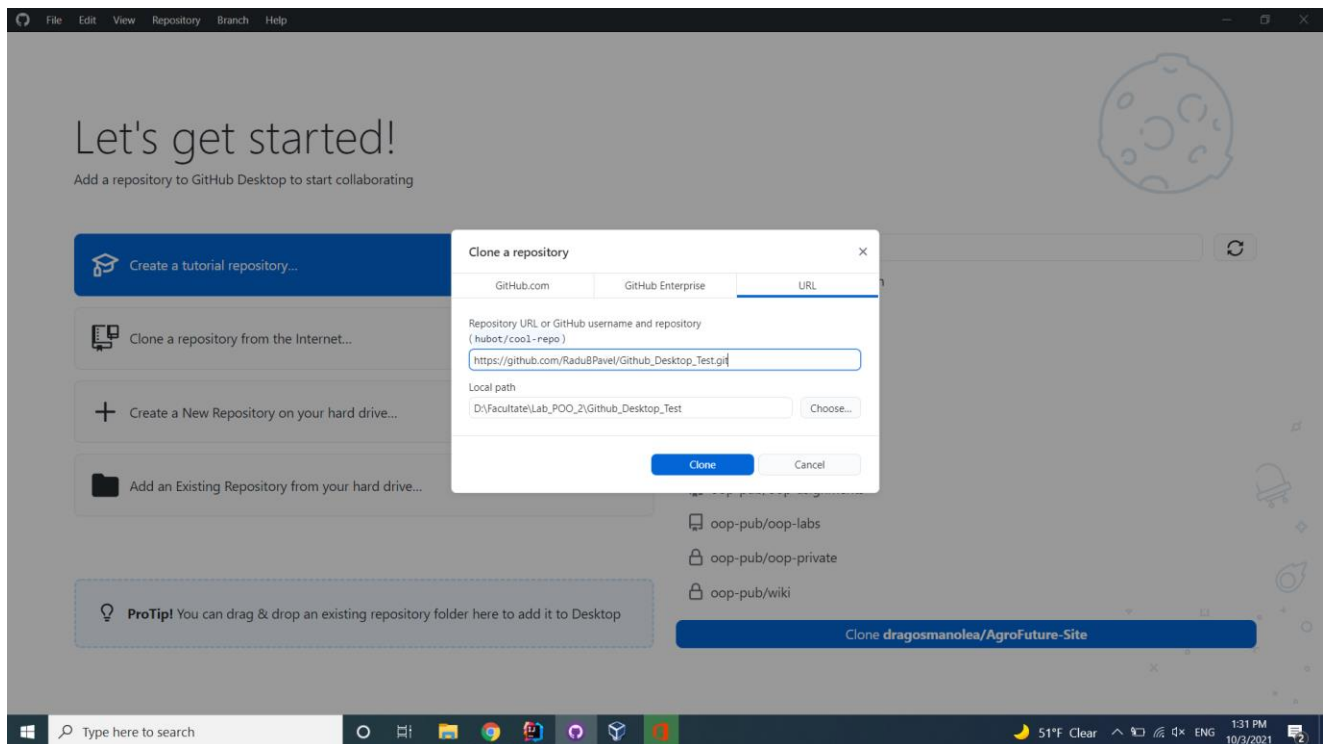 File Edit View Repository Branch Help
Let's get started!
Add a repository to GitHub Desktop to start collaborating
Create a tutorial repository...
Clone a repository from the Internet...
Create a New Repository on your hard drive...
Add an Existing Repository from your hard drive...
ProTip! You can drag & drop an existing repository folder here to add it to Desktop
Clone a repository
GitHub.com GitHub Enterprise URL
Repository URL or GitHub username and repository
(hubot/cool-repo)
https://github.com/RaduBPavel/Github_Desktop_Test.git
Local path
D:\Facultate\Lab_POO_2\Github_Desktop_Test Choose...
Clone Cancel
oop-pub/oop-labs
oop-pub/oop-private
oop-pub/wiki
Clone dragosmanolea/AgroFuture-Site
Type here to search
51°F Clear ENG
1:31 PM
10/3/2021
2